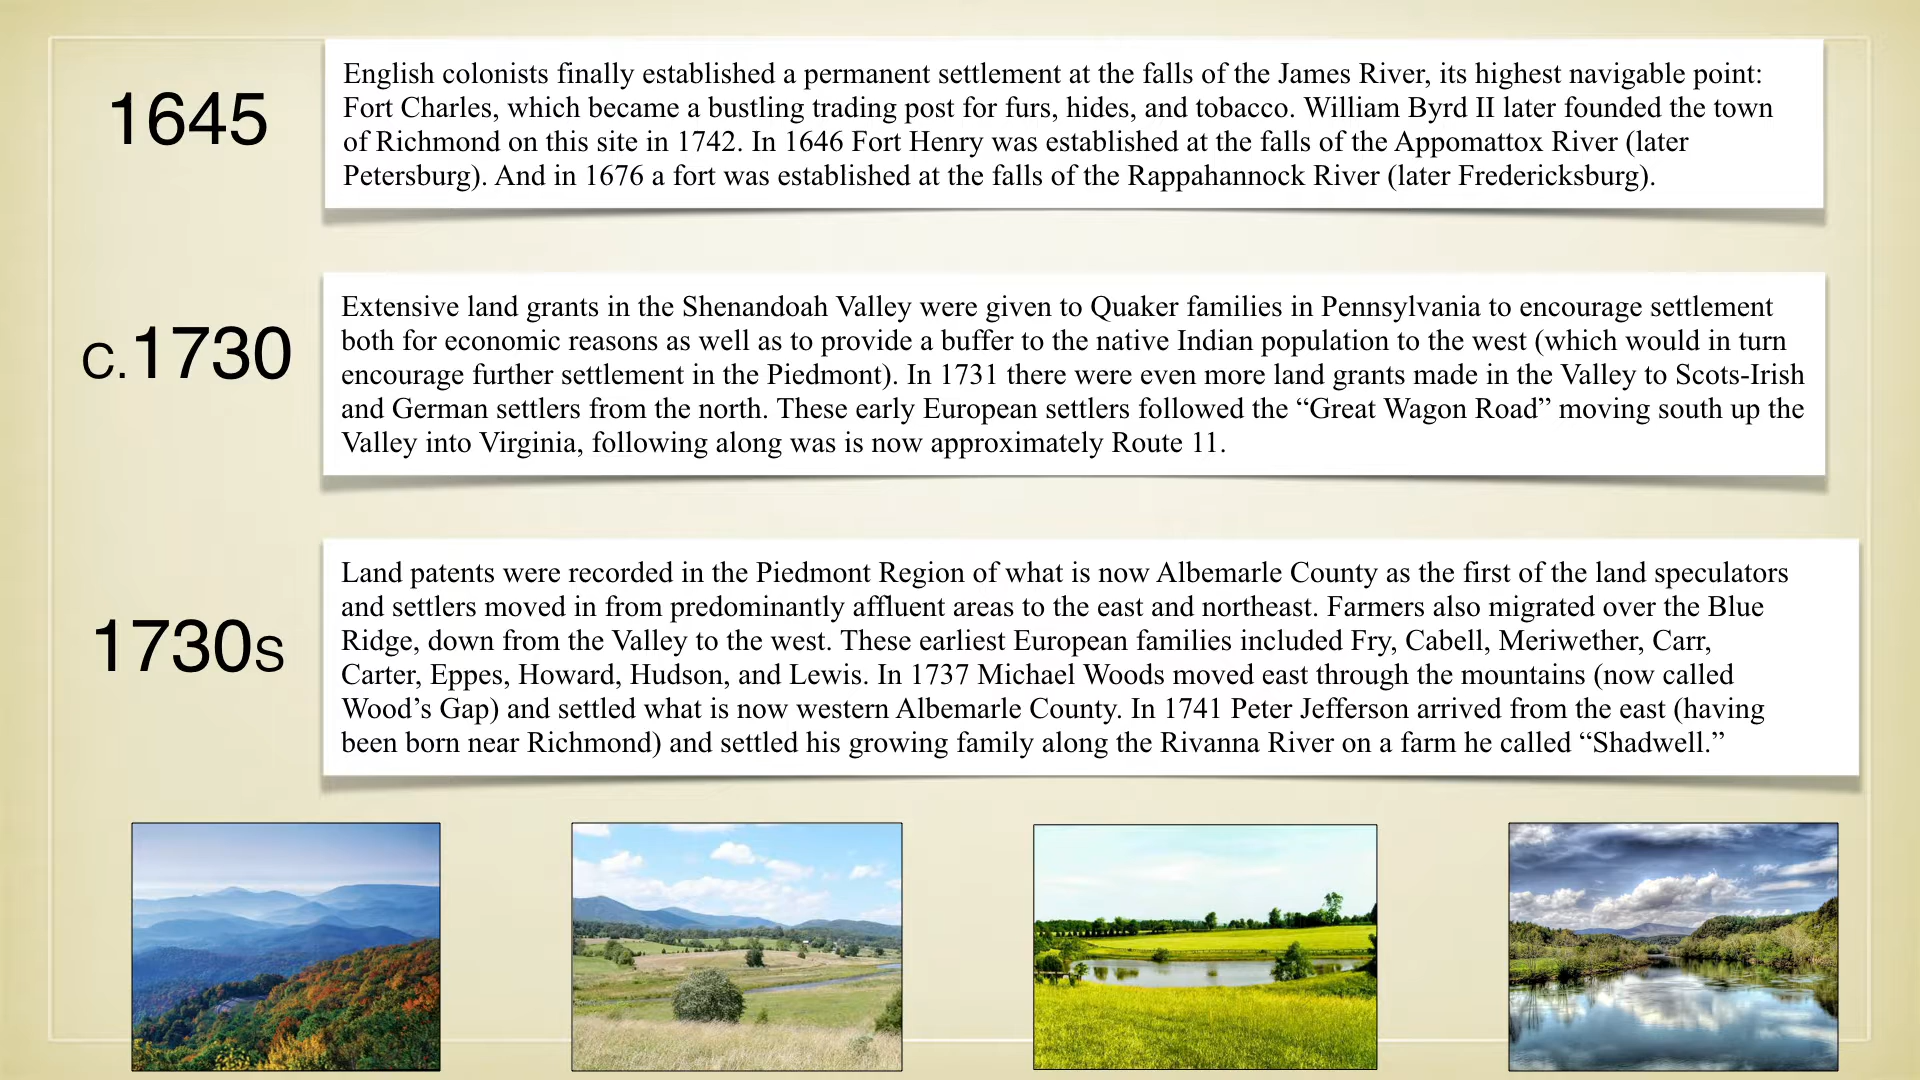 1645
English colonists finally established a permanent settlement at the falls of the James River, its highest navigable point:
Fort Charles, which became a bustling trading post for furs, hides, and tobacco. William Byrd II later founded the town
of Richmond on this site in 1742. In 1646 Fort Henry was established at the falls of the Appomattox River (later
Petersburg). And in 1676 a fort was established at the falls of the Rappahannock River (later Fredericksburg).
c.1730
Extensive land grants in the Shenandoah Valley were given to Quaker families in Pennsylvania to encourage settlement
both for economic reasons as well as to provide a buffer to the native Indian population to the west (which would in turn
encourage further settlement in the Piedmont). In 1731 there were even more land grants made in the Valley to Scots-Irish
and German settlers from the north. These early European settlers followed the “Great Wagon Road” moving south up the
Valley into Virginia, following along was is now approximately Route 11.
1730s
Land patents were recorded in the Piedmont Region of what is now Albemarle County as the first of the land speculators
and settlers moved in from predominantly affluent areas to the east and northeast. Farmers also migrated over the Blue
Ridge, down from the Valley to the west. These earliest European families included Fry, Cabell, Meriwether, Carr,
Carter, Eppes, Howard, Hudson, and Lewis. In 1737 Michael Woods moved east through the mountains (now called
Wood’s Gap) and settled what is now western Albemarle County. In 1741 Peter Jefferson arrived from the east (having
been born near Richmond) and settled his growing family along the Rivanna River on a farm he called “Shadwell.”